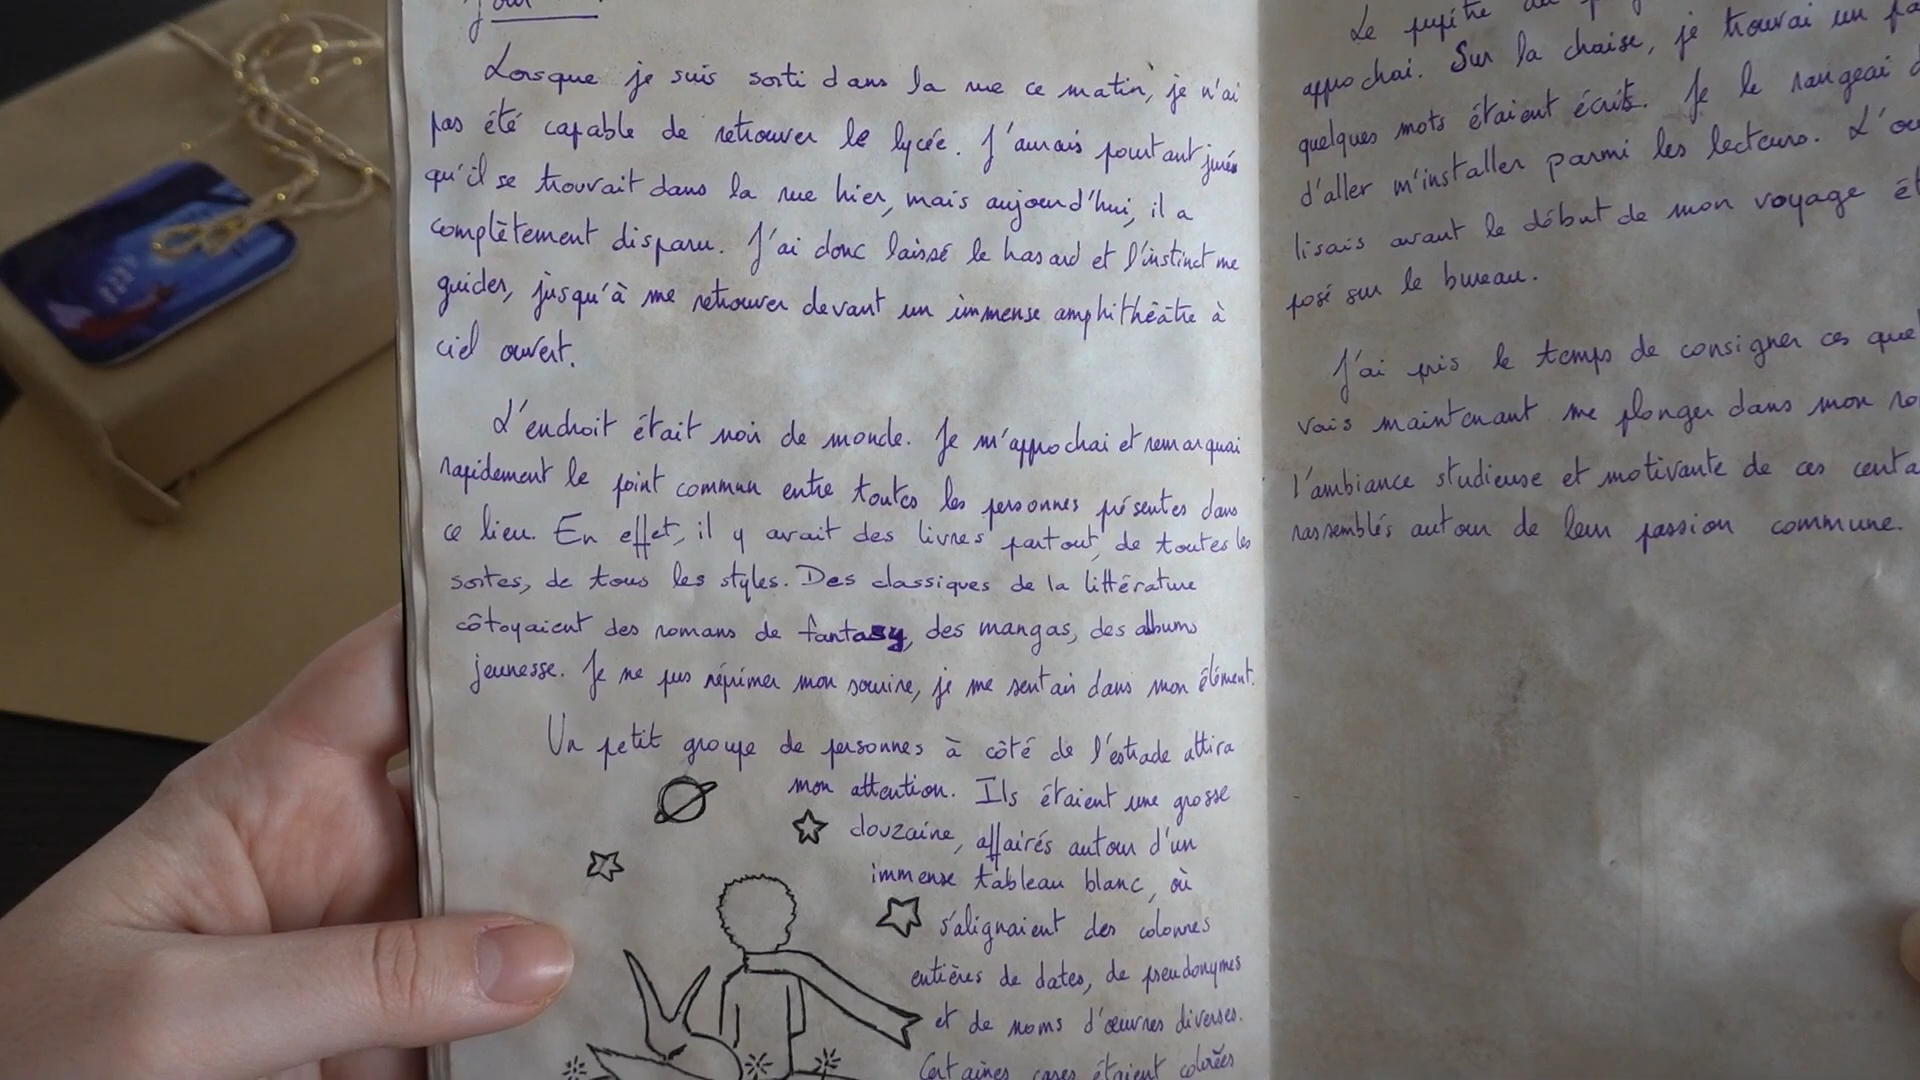 Lorsque je suis sorti dans la rue ce matin, je n'ai
pas été capable de retrouver le lycée. J'aurais pourtant juré
qu'il se trouvait dans la rue hier, mais aujourd'hui, il a
complètement disparu. J'ai donc laissé le hasard et l'instinct me
guider, jusqu'à me retrouver devant un immense amphithéâtre à
ciel ouvert.
L'endroit était noir de monde. Je m'approchai et remarquai
rapidement le point commun entre toutes les personnes présentes dans
ce lieu. En effet, il y avait des livres partout, de toutes les
sortes, de tous les styles. Des classiques de la littérature
côtoyaient des romans de fantasy, des mangas, des albums
jeunesse. Je ne pus réprimer mon sourire, je me sentais dans mon élément.
Un petit groupe de personnes à côté de l'estrade attira
mon attention. Ils étaient une grosse
douzaine, affairés autour d'un
immense tableau blanc, où
s'alignaient des colonnes
entières de dates, de pseudonymes
et de noms d'œuvres diverses.
Certaines cases étaient colorées
Le pupitre
approchai. Sur la chaise, je trouvai un
quelques mots étaient écrits. Je le rangeai
d'aller m'installer parmi les lecteurs.
lisais avant le début de mon voyage
posé sur le bureau.
J'ai pris le temps de consigner ces
vais maintenant me plonger dans mon
l'ambiance studieuse et motivante de ces
rassemblés autour de leur passion commune.